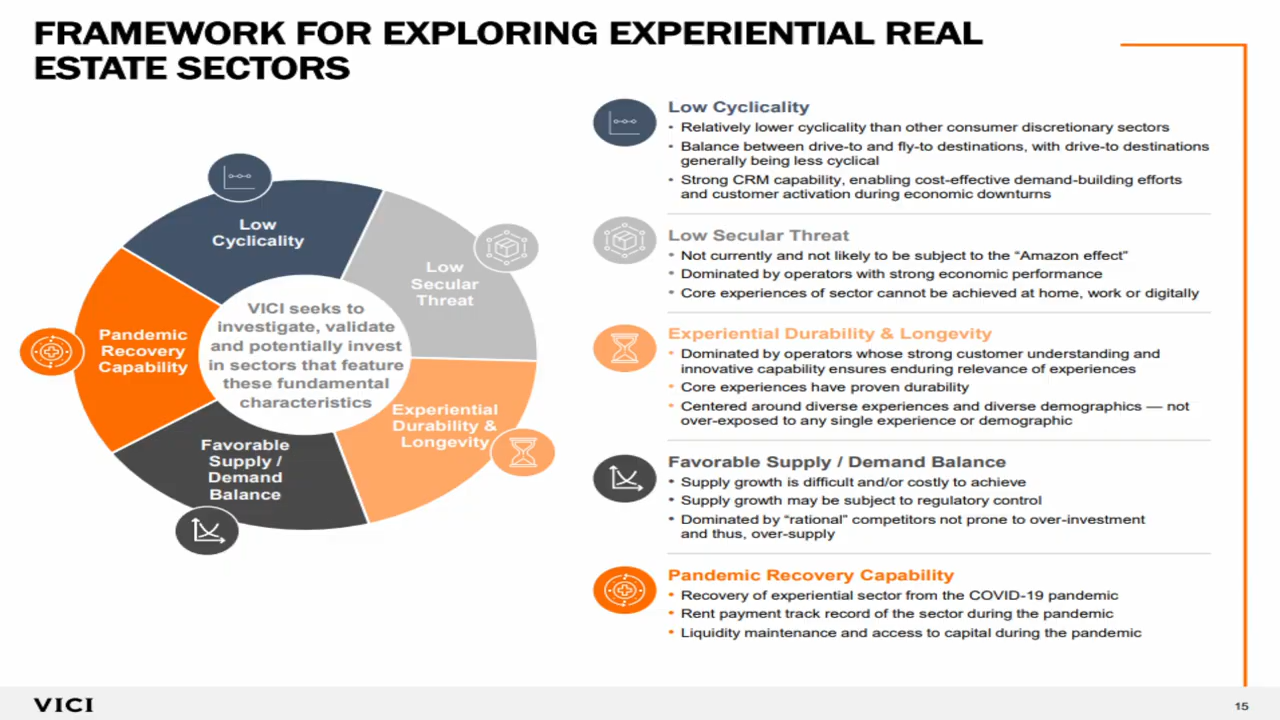 FRAMEWORK FOR EXPLORING EXPERIENTIAL REAL
ESTATE SECTORS
Low
Cyclicality
Low
Secular
Threat
Pandemic
Recovery
Capability
VICI seeks to
investigate, validate
and potentially invest
in sectors that feature
these fundamental
characteristics
Experiential
Durability &
Longevity
Favorable
Supply /
Demand
Balance
Low Cyclicality
• Relatively lower cyclicality than other consumer discretionary sectors
• Balance between drive-to and fly-to destinations, with drive-to destinations
generally being less cyclical
• Strong CRM capability, enabling cost-effective demand-building efforts
and customer activation during economic downturns
Low Secular Threat
• Not currently and not likely to be subject to the “Amazon effect”
• Dominated by operators with strong economic performance
• Core experiences of sector cannot be achieved at home, work or digitally
Experiential Durability & Longevity
• Dominated by operators whose strong customer understanding and
innovative capability ensures enduring relevance of experiences
• Core experiences have proven durability
• Centered around diverse experiences and diverse demographics — not
over-exposed to any single experience or demographic
Favorable Supply / Demand Balance
• Supply growth is difficult and/or costly to achieve
• Supply growth may be subject to regulatory control
• Dominated by “rational” competitors not prone to over-investment
and thus, over-supply
Pandemic Recovery Capability
• Recovery of experiential sector from the COVID-19 pandemic
• Rent payment track record of the sector during the pandemic
• Liquidity maintenance and access to capital during the pandemic
VICI
15